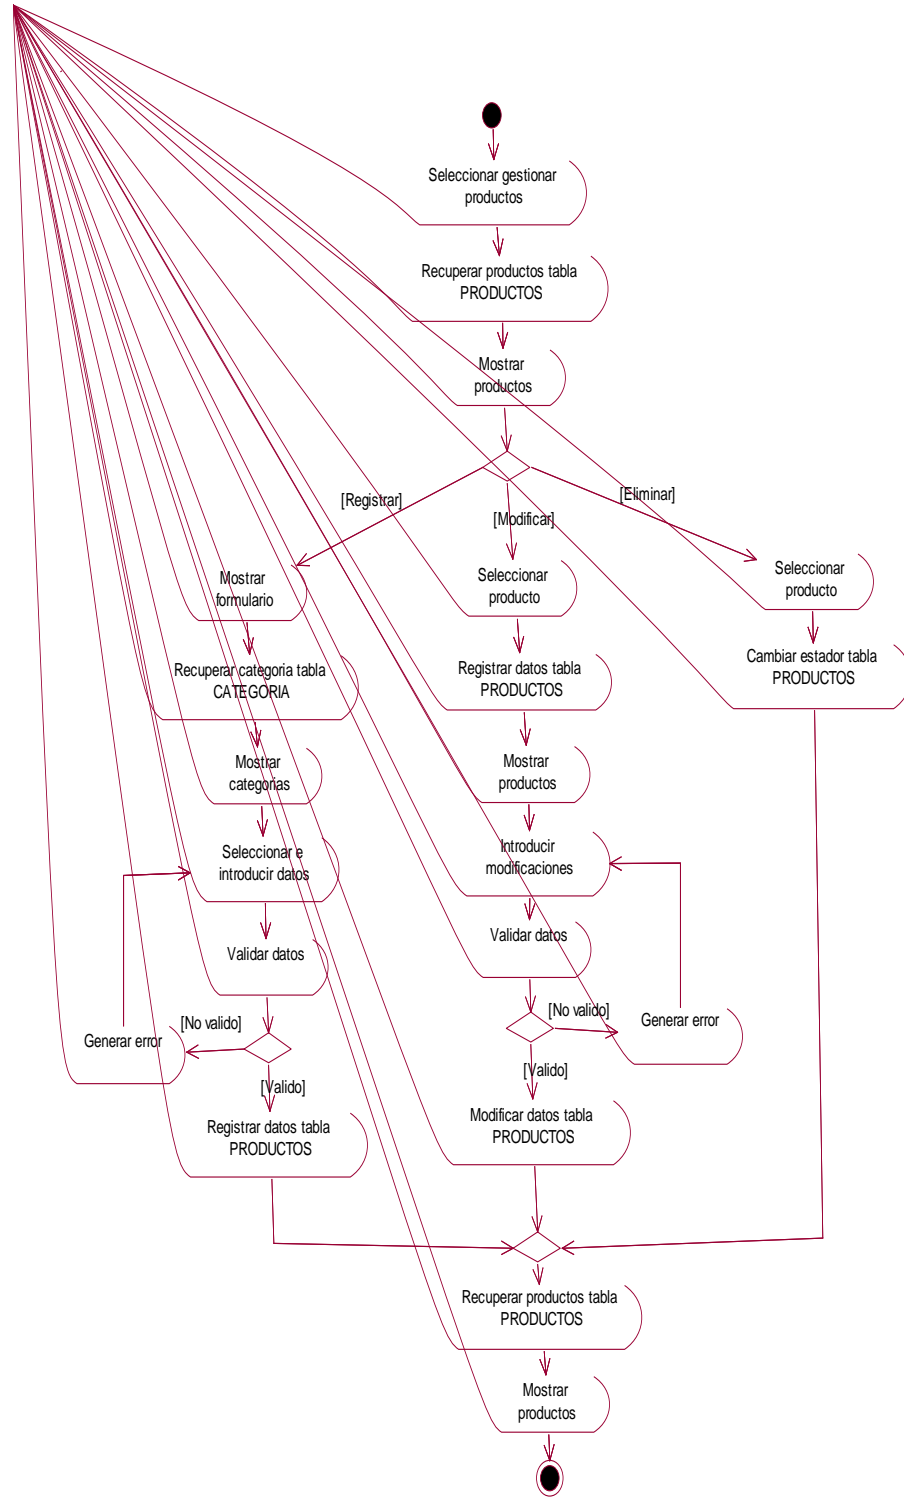 Seleccionar gestionar
productos
Recuperar productos tabla
PRODUCTOS
Mostrar
productos
[Registrar]
[Modificar]
[Eliminar]
Mostrar
formulario
Recuperar categoria tabla
CATEGORIA
Mostrar
categorias
Seleccionar e
introducir datos
Validar datos
[No valido]
Generar error
[Valido]
Registrar datos tabla
PRODUCTOS
Seleccionar
producto
Registrar datos tabla
PRODUCTOS
Mostrar
productos
Introducir
modificaciones
Validar datos
[No valido]
Generar error
[Valido]
Modificar datos tabla
PRODUCTOS
Seleccionar
producto
Cambiar estador tabla
PRODUCTOS
Recuperar productos tabla
PRODUCTOS
Mostrar
productos